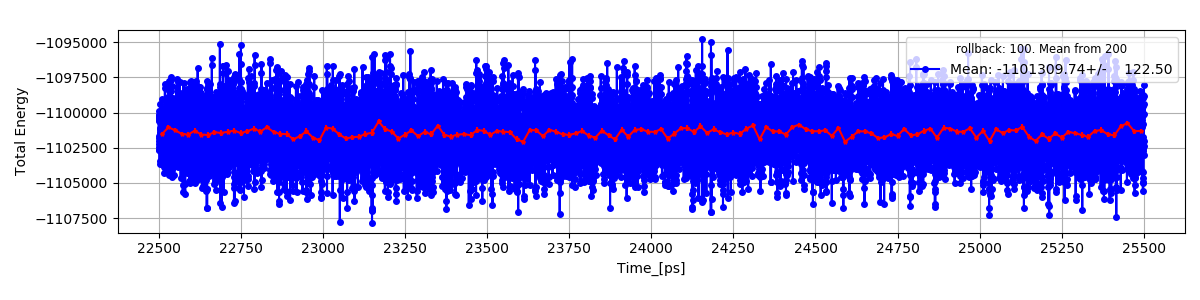 −1095000
−1097500
−1100000
−1102500
−1105000
−1107500
Total Energy
rollback: 100. Mean from 200
Mean: -1101309.74+/- 122.50
22500 22750 23000 23250 23500 23750 24000 24250 24500 24750 25000 25250 25500
Time_[ps]